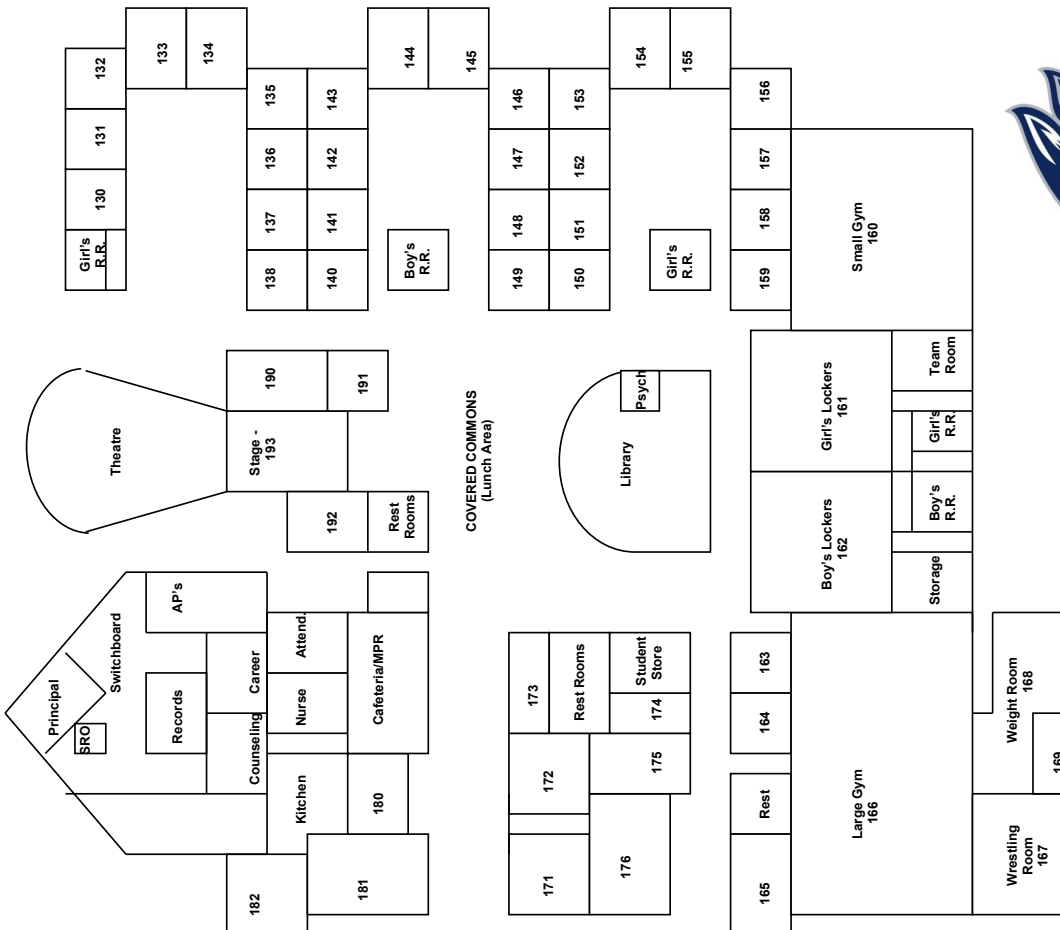 132
133
134
144
145
154
155
131
130
Girl's
R.R.
135
143
136
142
137
141
138
140
Boy's
R.R.
146
153
147
152
148
151
149
150
Girl's
R.R.
156
157
158
159
Small Gym
160
Theatre
190
191
Stage -
193
192
Rest
Rooms
COVERED COMMONS
(Lunch Area)
Psych
Library
Girl's Lockers
161
Team
Room
Girl's
R.R.
Boy's Lockers
162
Boy's
R.R.
Storage
Principal
SRO
Switchboard
AP's
Records
Career
Counseling
Attend.
Nurse
Cafeteria/MPR
Kitchen
180
181
182
173
Rest Rooms
Student
Store
174
172
175
171
176
163
164
Rest
165
Large Gym
166
Weight Room
168
169
Wrestling
Room
167